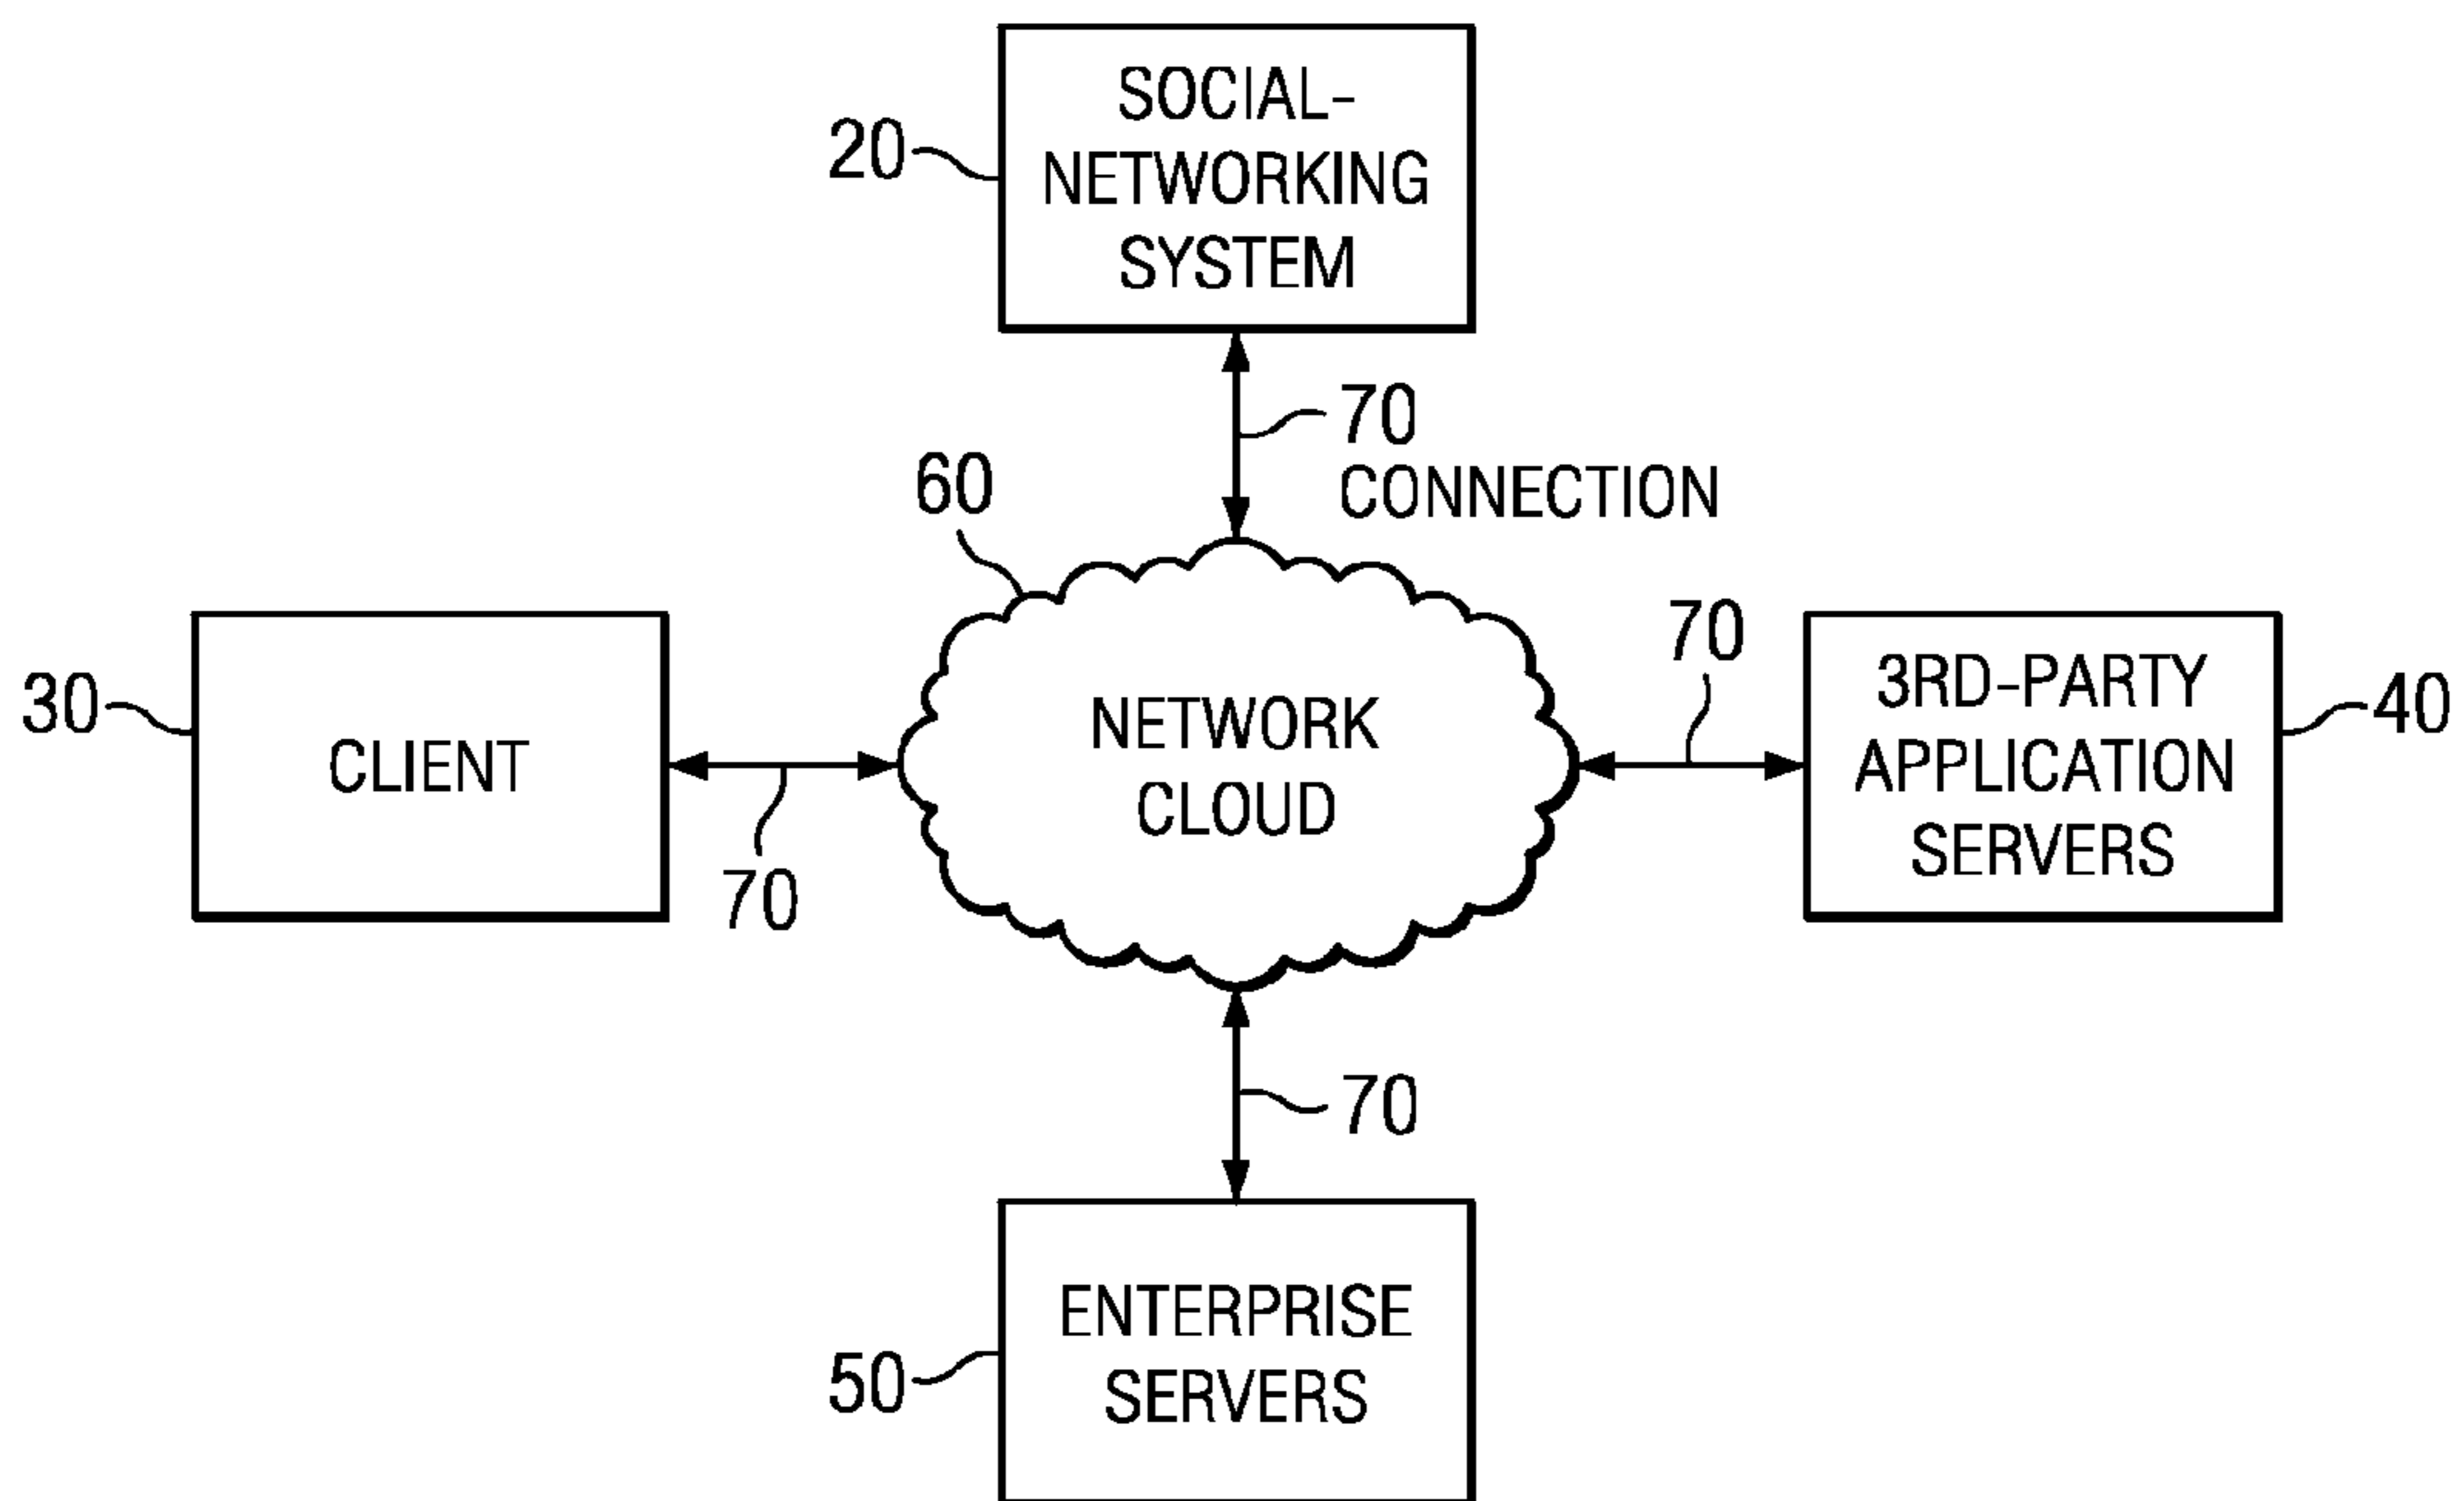 SOCIAL-
NETWORKING
SYSTEM
20
70
CONNECTION
60
30
CLIENT
70
NETWORK
CLOUD
70
3RD-PARTY
APPLICATION
SERVERS
40
70
50
ENTERPRISE
SERVERS